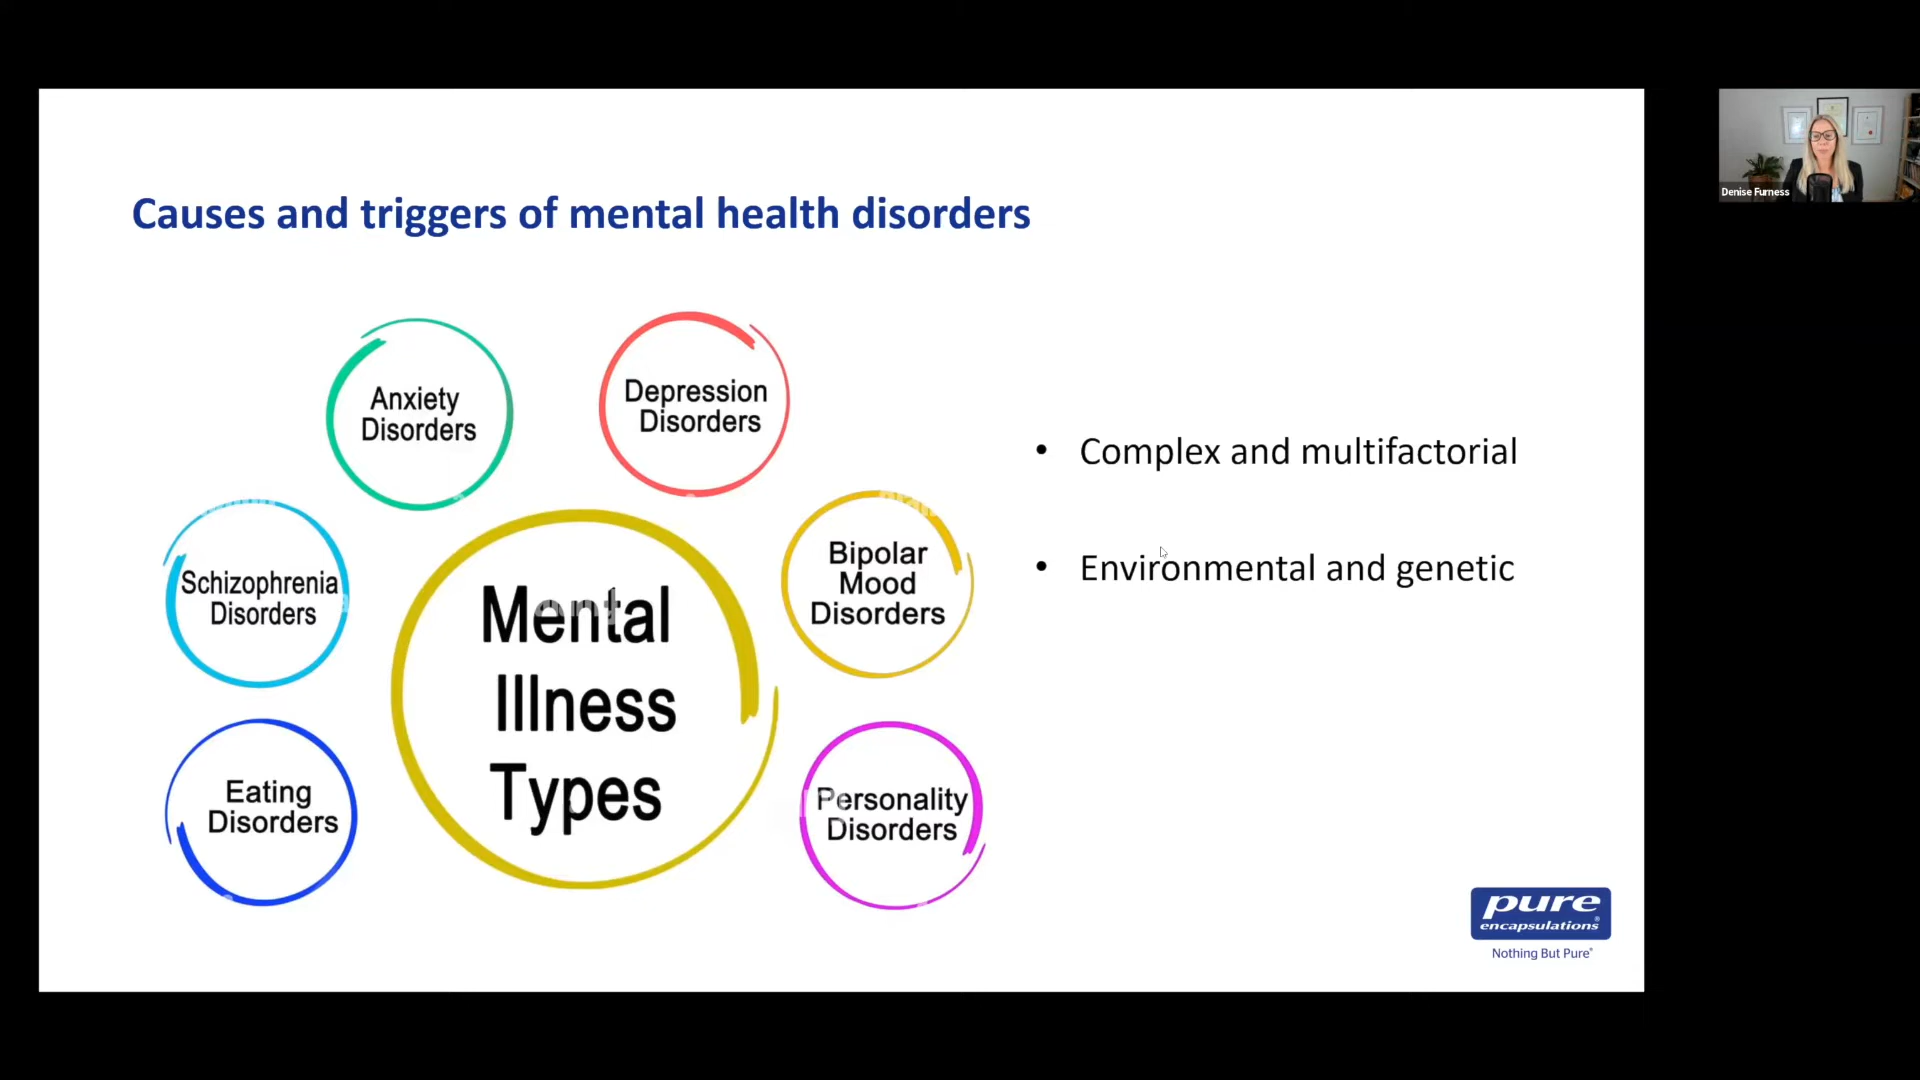 Causes and triggers of mental health disorders
Anxiety
Disorders
Depression
Disorders
Schizophrenia
Disorders
Bipolar
Mood
Disorders
Mental
Illness
Types
Eating
Disorders
Personality
Disorders
• Complex and multifactorial
• Environmental and genetic
pure
encapsulations®
Nothing But Pure®
Denise Furness